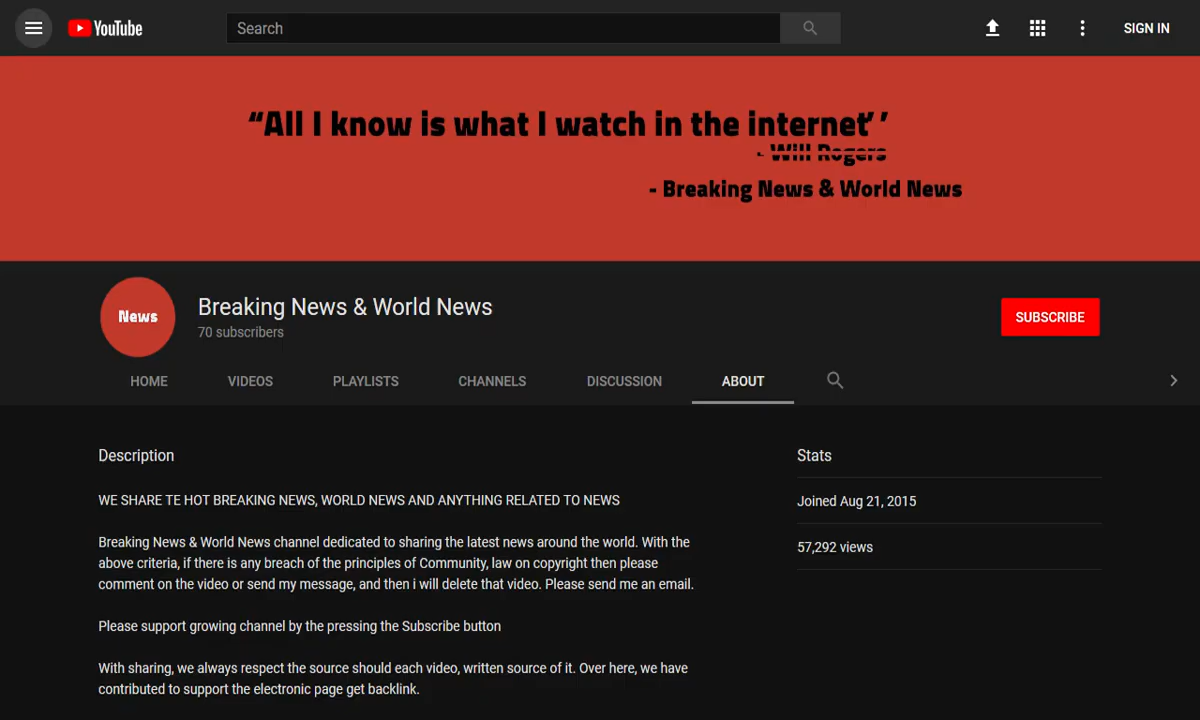 YouTube
Search
SIGN IN
“All I know is what I watch in the internet’’
- Will Rogers
- Breaking News & World News
News
Breaking News & World News
70 subscribers
SUBSCRIBE
HOME
VIDEOS
PLAYLISTS
CHANNELS
DISCUSSION
ABOUT
Description
WE SHARE TE HOT BREAKING NEWS, WORLD NEWS AND ANYTHING RELATED TO NEWS
Breaking News & World News channel dedicated to sharing the latest news around the world. With the
above criteria, if there is any breach of the principles of Community, law on copyright then please
comment on the video or send my message, and then i will delete that video. Please send me an email.
Please support growing channel by the pressing the Subscribe button
With sharing, we always respect the source should each video, written source of it. Over here, we have
contributed to support the electronic page get backlink.
Stats
Joined Aug 21, 2015
57,292 views